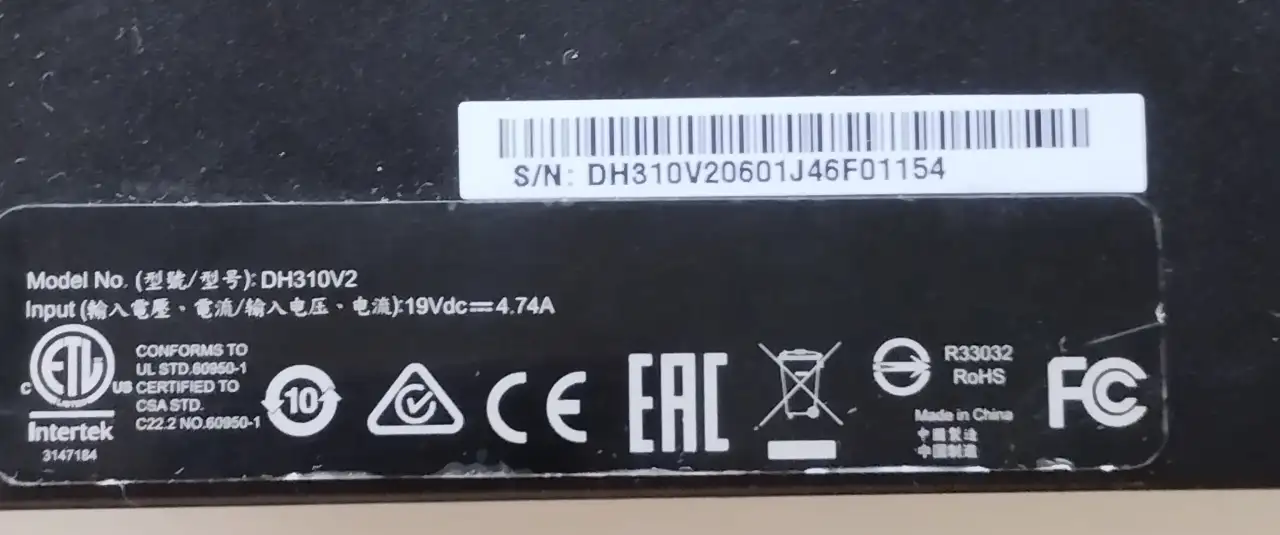 S/N: DH310V20601J46F01154
Model No. (型號/型号): DH310V2
Input (輸入電壓、電流/输入电压、电流):19Vdc⎓4.74A
ETL
C US
Intertek
3147184
CONFORMS TO
UL STD.60950-1
CERTIFIED TO
CSA STD.
C22.2 NO.60950-1
10
CE
EAC
R33032
RoHS
Made in China
中國製造
中国制造
FC